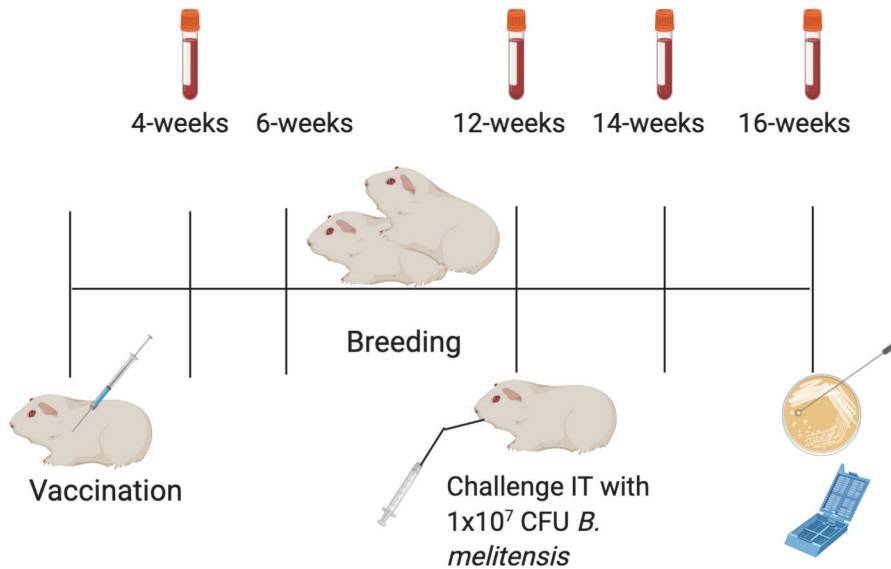 4-weeks
6-weeks
12-weeks
14-weeks
16-weeks
Breeding
Vaccination
Challenge IT with
1x10⁷ CFU B.
melitensis